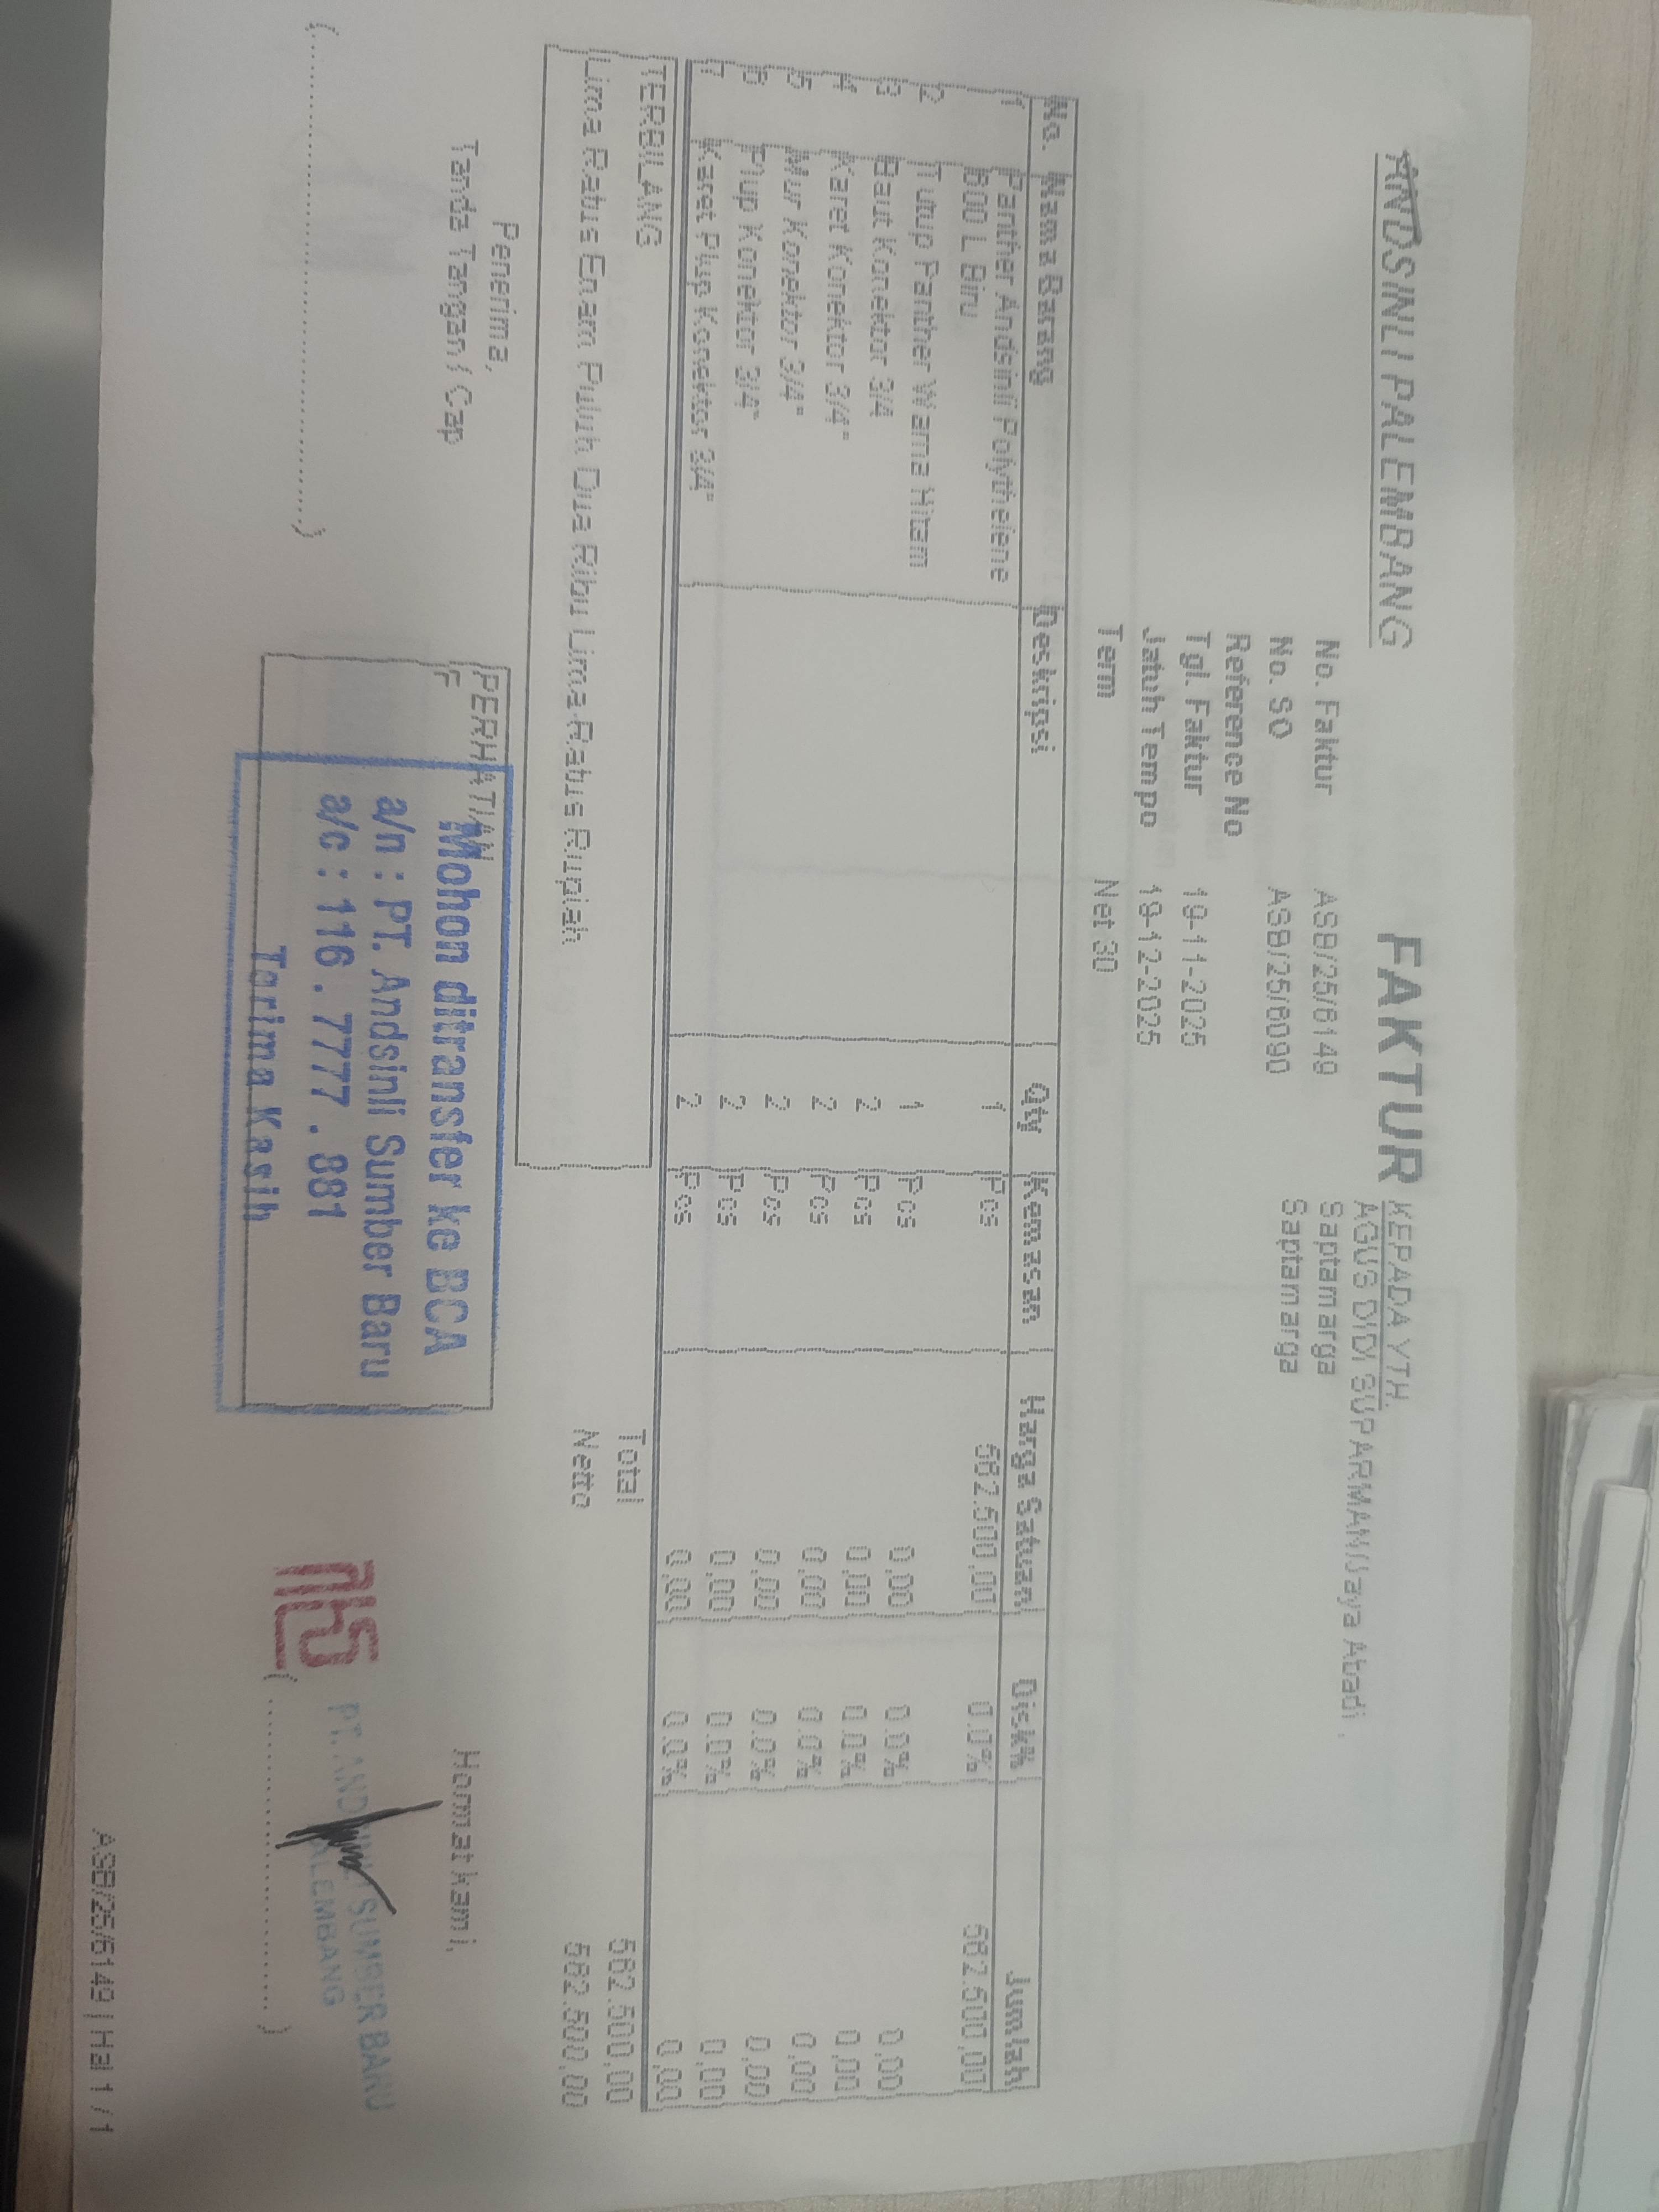 ANDSINLI PALEMBANG
FAKTUR
KEPADA YTH.
AGUS DIDI SUPARMAN(Jaya Abadi
Saptamarga
Saptamarga
No. Faktur ASB/25/6149
No. SO ASB/25/6090
Reference No
Tgl. Faktur 19-11-2025
Jatuh Tempo 19-12-2025
Term Net 30
No. Nama Barang Deskripsi Qty Kemasan Harga Satuan Disk% Jumlah
1 Panther Andsinli Polythelene 1 Pcs 562.500,00 0.0% 562.500,00
600 L Biru
2 Tutup Panther Warna Hitam 1 Pcs 0,00 0.0% 0,00
3 Baut Konektor 3/4 2 Pcs 0,00 0.0% 0,00
4 Karet Konektor 3/4" 2 Pcs 0,00 0.0% 0,00
5 Mur Konektor 3/4" 2 Pcs 0,00 0.0% 0,00
6 Plup Konektor 3/4" 2 Pcs 0,00 0.0% 0,00
7 Karet Plup Konektor 3/4" 2 Pcs 0,00 0.0% 0,00
TERBILANG
Lima Ratus Enam Puluh Dua Ribu Lima Ratus Rupiah
Total 562.500,00
Netto 562.500,00
Penerima,
Tanda Tangan / Cap
PERHATIAN
Mohon ditransfer ke BCA
a/n : PT. Andsinli Sumber Baru
a/c : 116 . 7777 . 881
Terima Kasih
Hormat kami,
PT. ANDSINLI SUMBER BARU
PALEMBANG
ASB/25/6149 | Hal 1 / 1